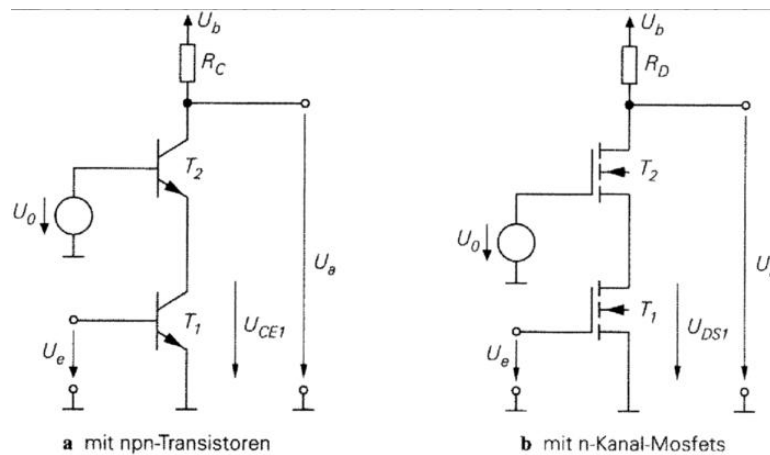 U_b
R_C
T_2
U_0
U_a
T_1
U_CE1
U_e
a mit npn-Transistoren
U_b
R_D
T_2
U_0
T_1
U_DS1
U_e
b mit n-Kanal-Mosfets